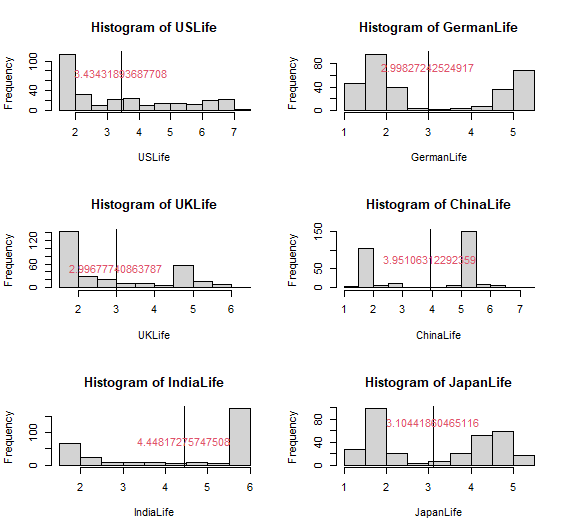 Histogram of USLife
Frequency
0 40 100
3.43431893687708
2 3 4 5 6 7
USLife
Histogram of GermanLife
Frequency
0 40 80
2.99827242524917
1 2 3 4 5
GermanLife
Histogram of UKLife
Frequency
0 60 120
2.99677740863787
2 3 4 5 6
UKLife
Histogram of ChinaLife
Frequency
0 50 150
3.95106312292359
1 2 3 4 5 6 7
ChinaLife
Histogram of IndiaLife
Frequency
0 100
4.44817275747508
2 3 4 5 6
IndiaLife
Histogram of JapanLife
Frequency
0 40 80
3.10441860465116
1 2 3 4 5
JapanLife